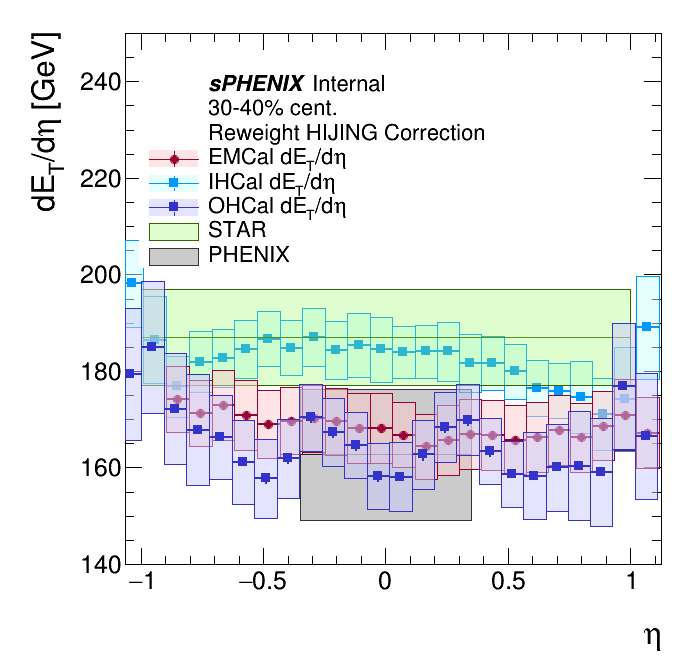 dE_T/dη [GeV]
sPHENIX Internal
30-40% cent.
Reweight HIJING Correction
EMCal dE_T/dη
IHCal dE_T/dη
OHCal dE_T/dη
STAR
PHENIX
240
220
200
180
160
140
−1
−0.5
0
0.5
1
η